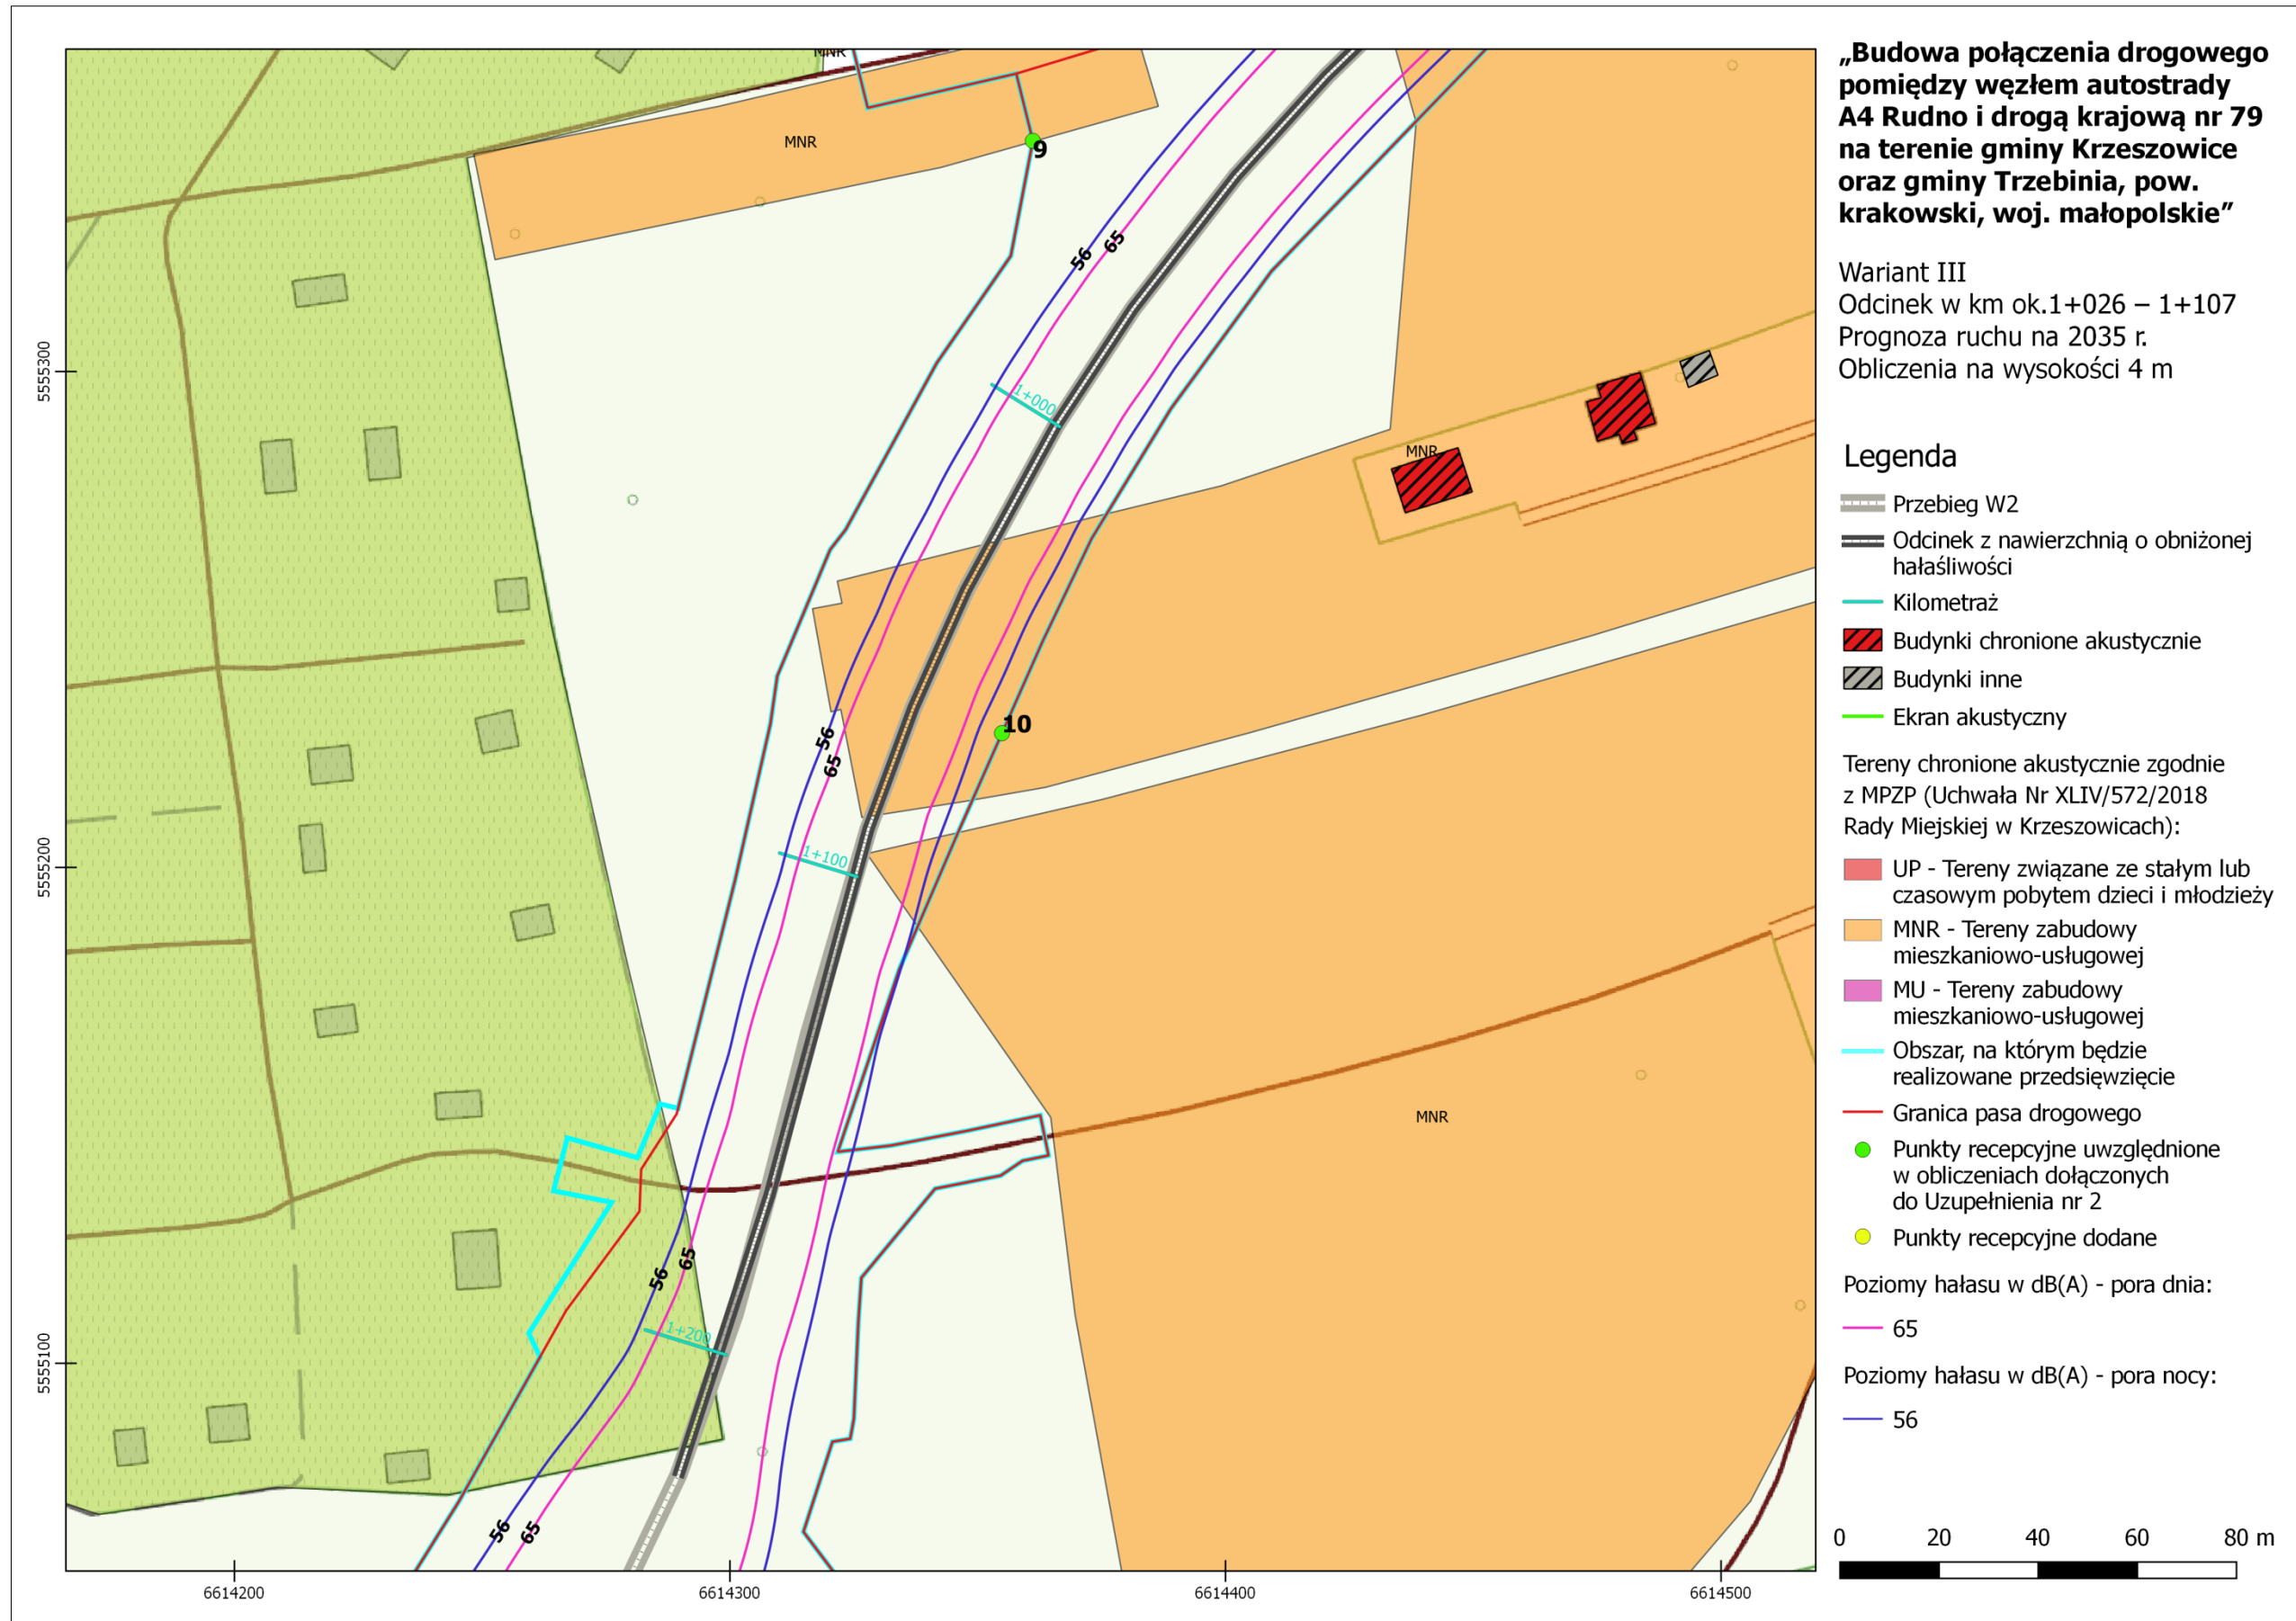 „Budowa połączenia drogowego
pomiędzy węzłem autostrady
A4 Rudno i drogą krajową nr 79
na terenie gminy Krzeszowice
oraz gminy Trzebinia, pow.
krakowski, woj. małopolskie”
Wariant III
Odcinek w km ok.1+026 – 1+107
Prognoza ruchu na 2035 r.
Obliczenia na wysokości 4 m
Legenda
Przebieg W2
Odcinek z nawierzchnią o obniżonej
hałaśliwości
Kilometraż
Budynki chronione akustycznie
Budynki inne
Ekran akustyczny
Tereny chronione akustycznie zgodnie
z MPZP (Uchwała Nr XLIV/572/2018
Rady Miejskiej w Krzeszowicach):
UP - Tereny związane ze stałym lub
czasowym pobytem dzieci i młodzieży
MNR - Tereny zabudowy
mieszkaniowo-usługowej
MU - Tereny zabudowy
mieszkaniowo-usługowej
Obszar, na którym będzie
realizowane przedsięwzięcie
Granica pasa drogowego
Punkty recepcyjne uwzględnione
w obliczeniach dołączonych
do Uzupełnienia nr 2
Punkty recepcyjne dodane
Poziomy hałasu w dB(A) - pora dnia:
65
Poziomy hałasu w dB(A) - pora nocy:
56
0 20 40 60 80 m
MNR
MNR
9
56 65
1+000
MNR
10
56
65
1+100
MNR
65
56
1+200
56 65
5555300
5555200
5555100
6614200 6614300 6614400 6614500